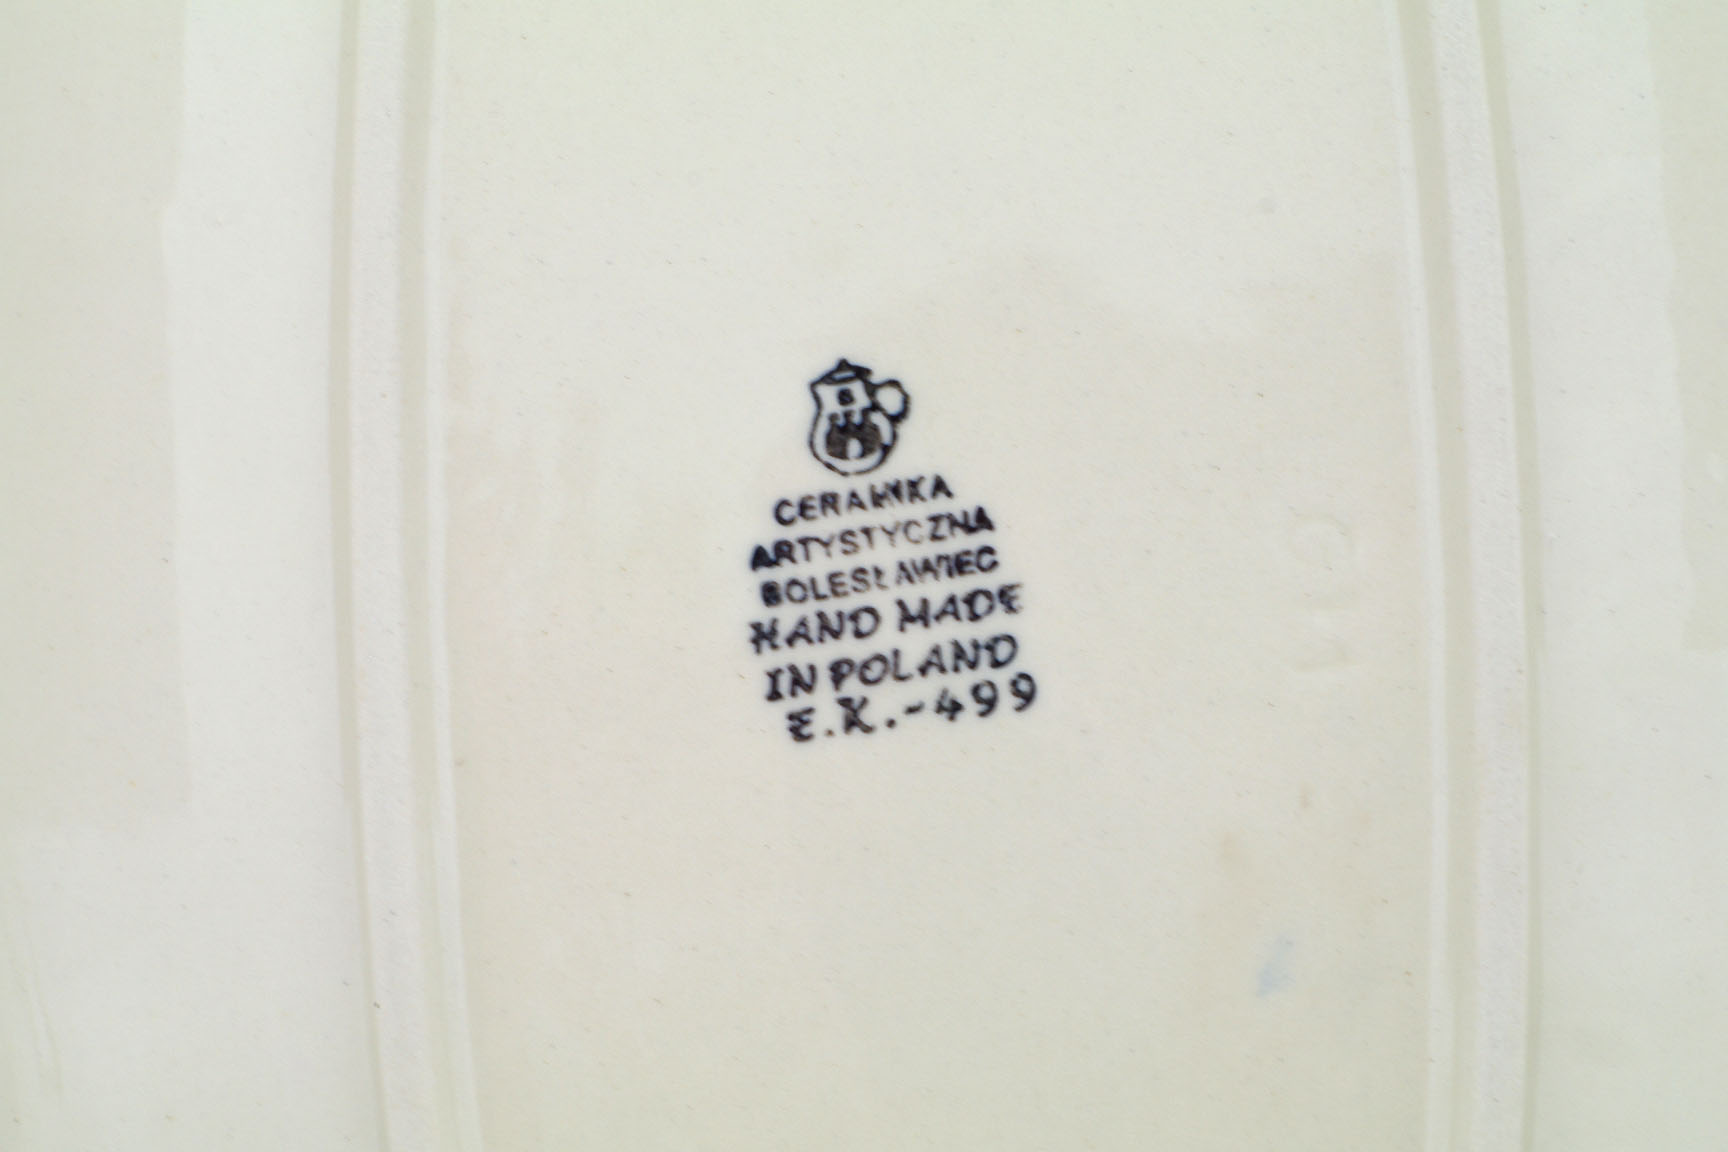 B
CERAMIKA
ARTYSTYCZNA
BOLESŁAWIEC
HAND MADE
IN POLAND
E.K.-499